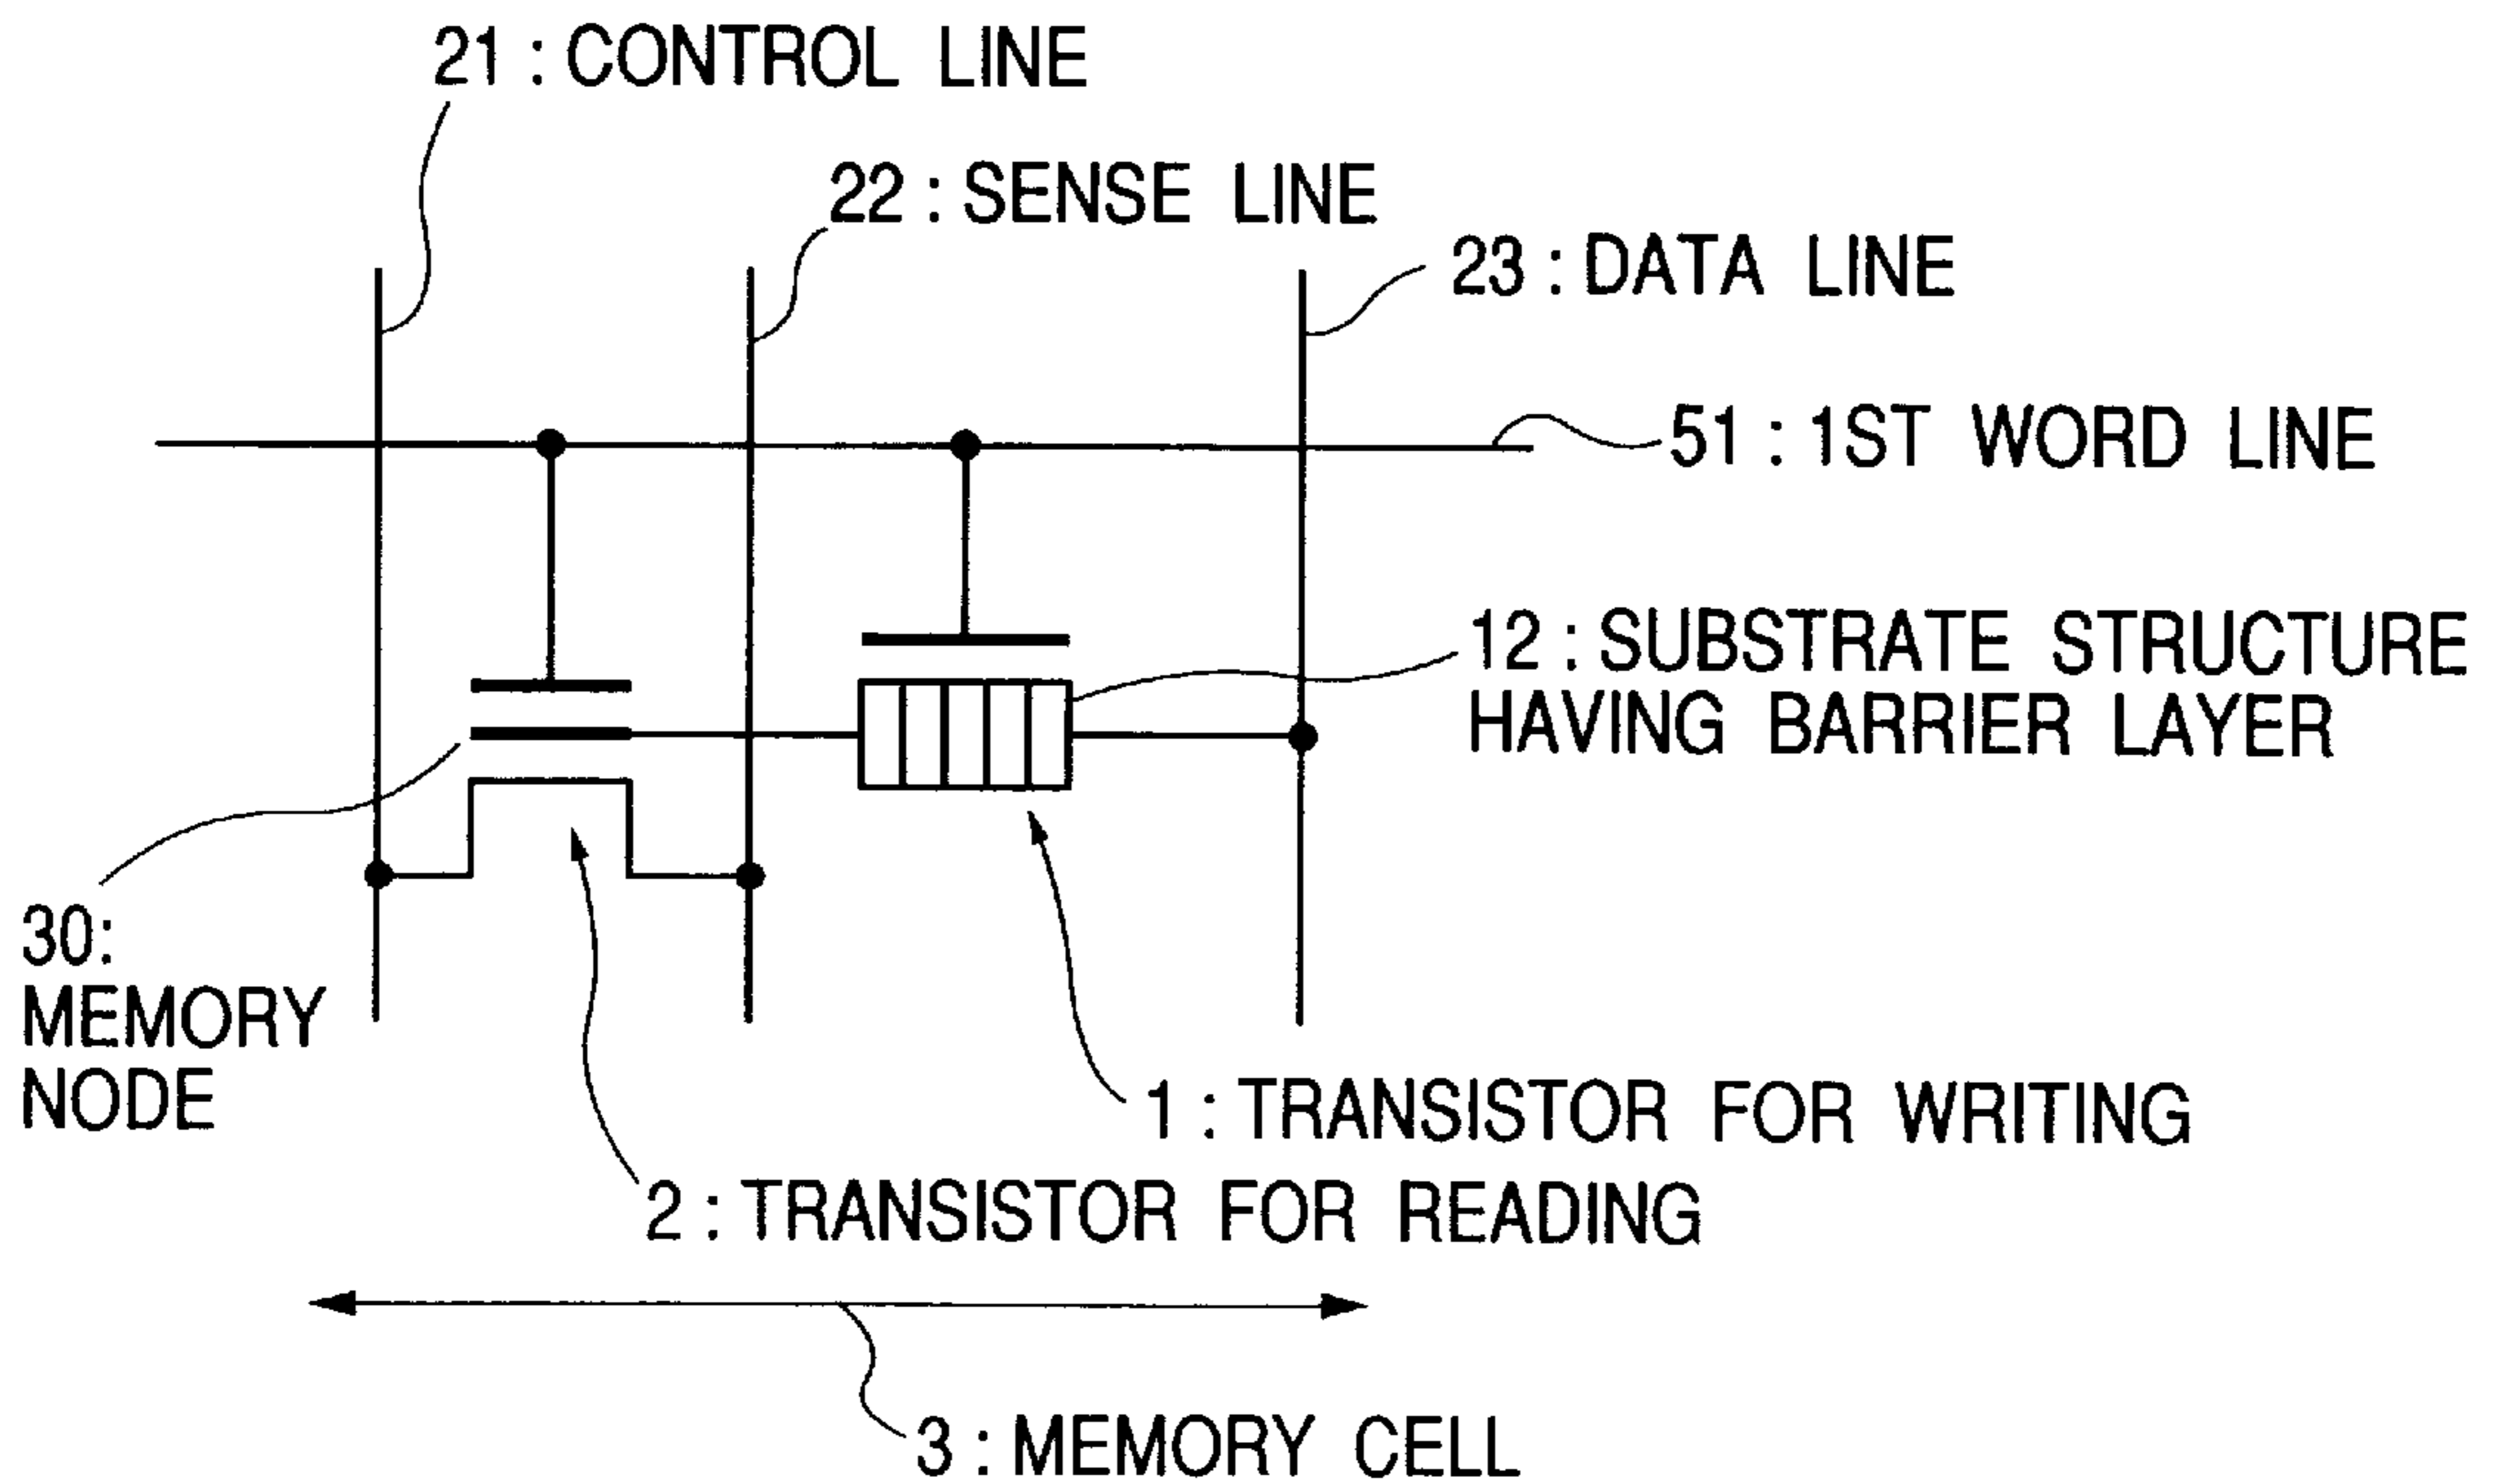 21 : CONTROL LINE
22 : SENSE LINE
23 : DATA LINE
51 : 1ST WORD LINE
12 : SUBSTRATE STRUCTURE
HAVING BARRIER LAYER
30:
MEMORY
NODE
1 : TRANSISTOR FOR WRITING
2 : TRANSISTOR FOR READING
3 : MEMORY CELL